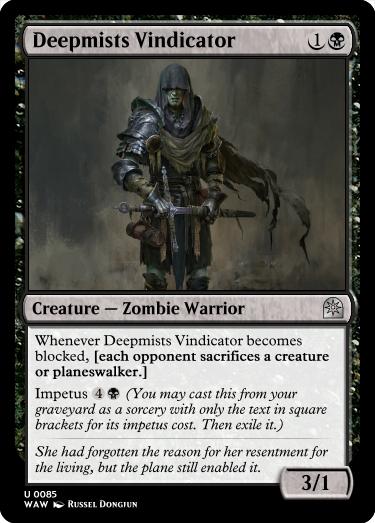 Deepmists Vindicator 1
Creature — Zombie Warrior
Whenever Deepmists Vindicator becomes
blocked, [each opponent sacrifices a creature
or planeswalker.]
Impetus 4 (You may cast this from your
graveyard as a sorcery with only the text in square
brackets for its impetus cost. Then exile it.)
She had forgotten the reason for her resentment for
the living, but the plane still enabled it.
3/1
U 0085
WAW Russel Dongjun